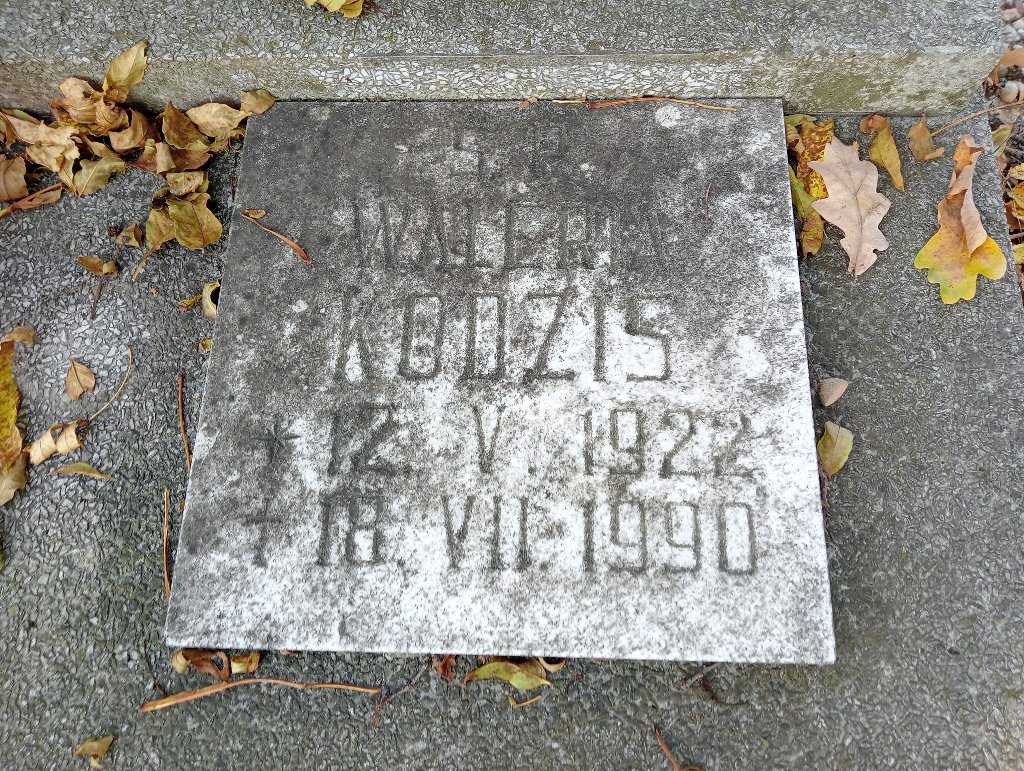 Ś P
WALERIA
KODZIS
* 12. V. 1922
† 18. VII. 1990